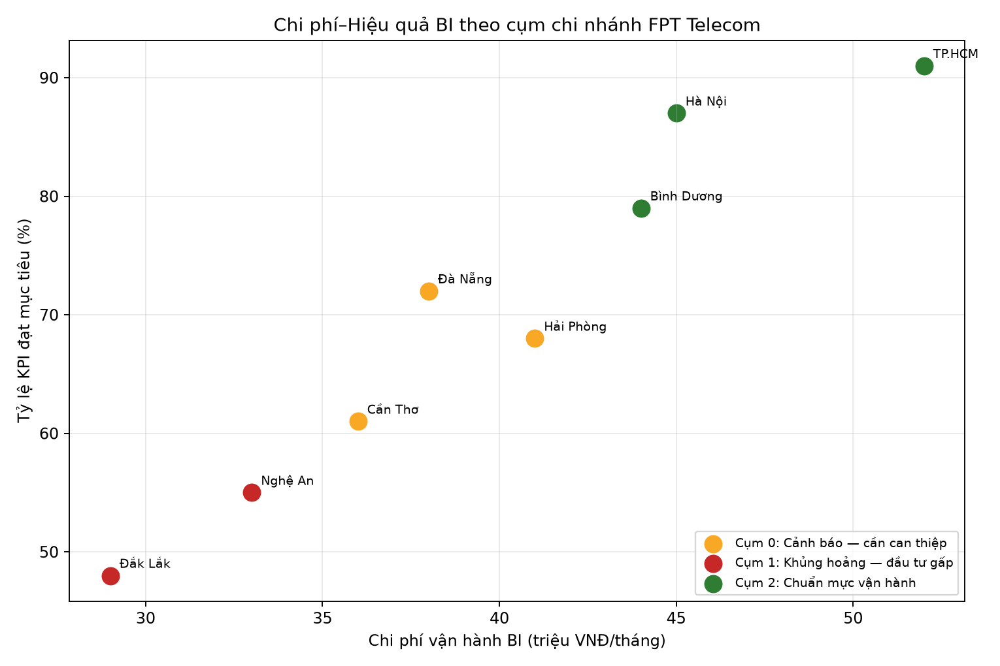 Chi phí–Hiệu quả BI theo cụm chi nhánh FPT Telecom
TP.HCM
90
Hà Nội
Bình Dương
80
Đà Nẵng
70
Hải Phòng
Cần Thơ
60
Nghệ An
50
Đắk Lắk
Tỷ lệ KPI đạt mục tiêu (%)
Cụm 0: Cảnh báo — cần can thiệp
Cụm 1: Khủng hoảng — đầu tư gấp
Cụm 2: Chuẩn mực vận hành
30 35 40 45 50
Chi phí vận hành BI (triệu VNĐ/tháng)